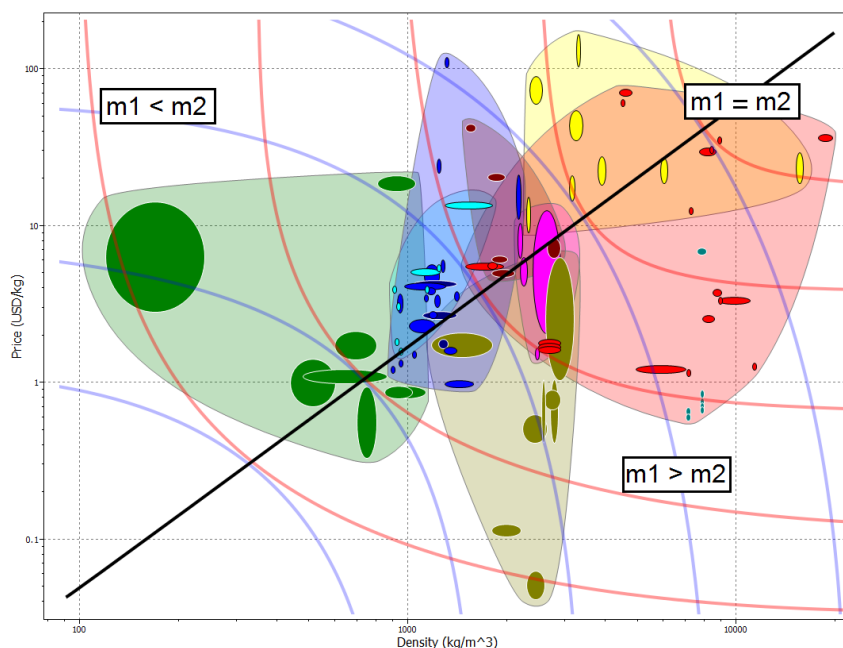 100
m1 < m2
m1 = m2
10
Price (USD/kg)
1
m1 > m2
0.1
100
1000
10000
Density (kg/m^3)